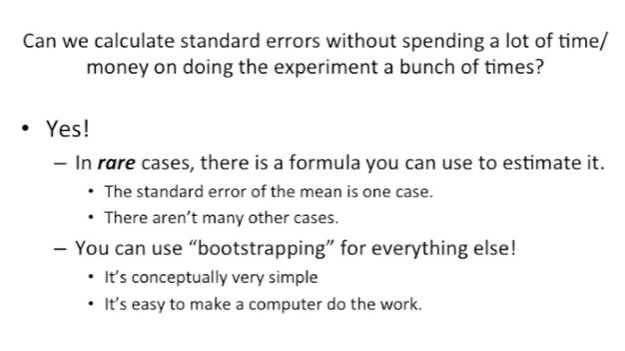 Can we calculate standard errors without spending a lot of time/
money on doing the experiment a bunch of times?
• Yes!
– In rare cases, there is a formula you can use to estimate it.
• The standard error of the mean is one case.
• There aren’t many other cases.
– You can use “bootstrapping” for everything else!
• It’s conceptually very simple
• It’s easy to make a computer do the work.